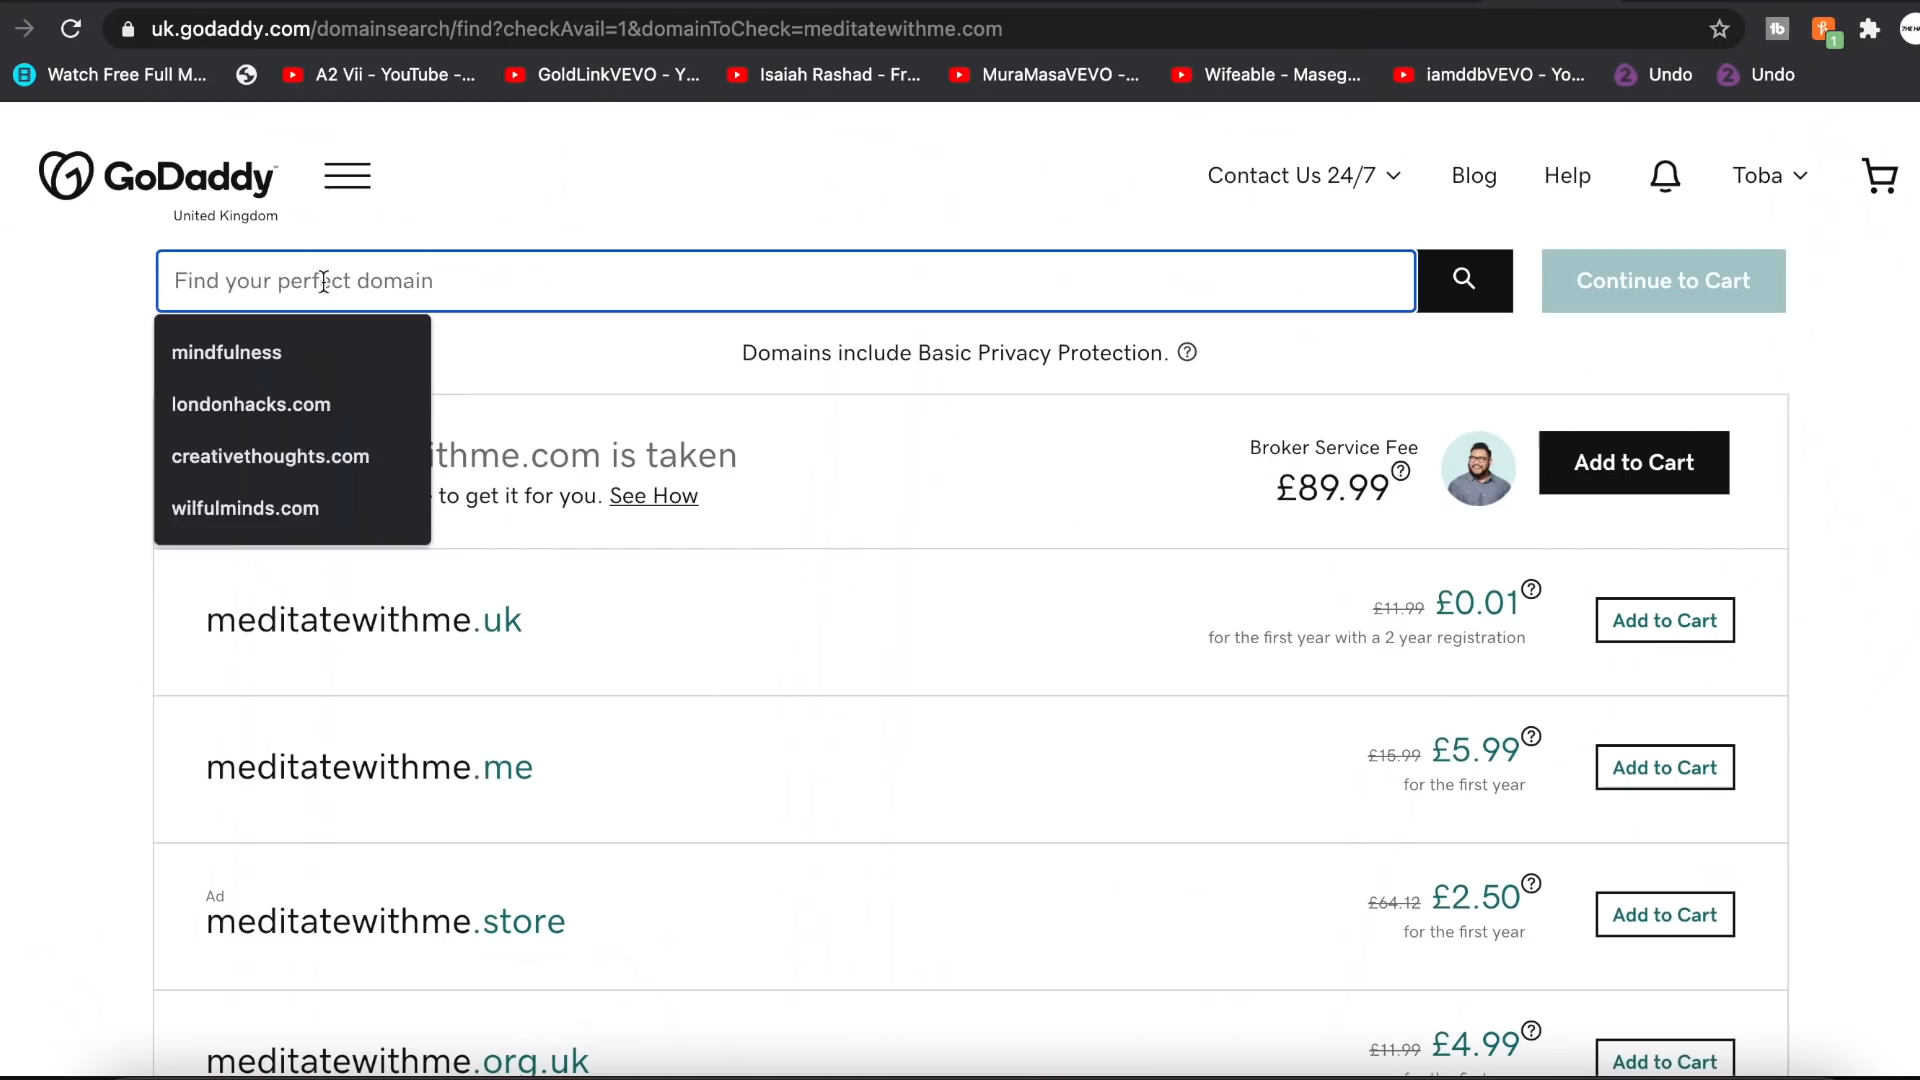 uk.godaddy.com/domainsearch/find?checkAvail=1&domainToCheck=meditatewithme.com
tb
1
Watch Free Full M...
A2 Vii - YouTube -...
GoldLinkVEVO - Y...
Isaiah Rashad - Fr...
MuraMasaVEVO -...
Wifeable - Maseg...
iamddbVEVO - Yo...
2 Undo
2 Undo
GoDaddy
United Kingdom
Contact Us 24/7
Blog
Help
Toba
Find your perfect domain
Continue to Cart
mindfulness
londonhacks.com
creativethoughts.com
wilfulminds.com
Domains include Basic Privacy Protection. ?
ithme.com is taken
to get it for you. See How
Broker Service Fee
£89.99 ?
Add to Cart
meditatewithme.uk
£11.99 £0.01 ?
for the first year with a 2 year registration
Add to Cart
meditatewithme.me
£15.99 £5.99 ?
for the first year
Add to Cart
Ad
meditatewithme.store
£64.12 £2.50 ?
for the first year
Add to Cart
meditatewithme.org.uk
£11.99 £4.99 ?
Add to Cart